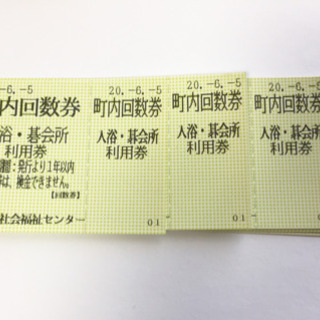 -6.-5
町内回数券
入浴・碁会所
利用券
発行より1年以内
は、換金できません。
【回数券】
社会福祉センター
20.-6.-5
町内回数券
入浴・碁会所
利用券
01
20.-6.-5
町内回数券
入浴・碁会所
利用券
01
20.-6.-5
町内回数券
入浴・碁会所
利用券
01